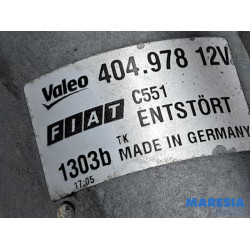 Valeo 404.978 12V
FIAT C551 ENTSTÖRT
1303b TK MADE IN GERMANY
17.05
MARESIA